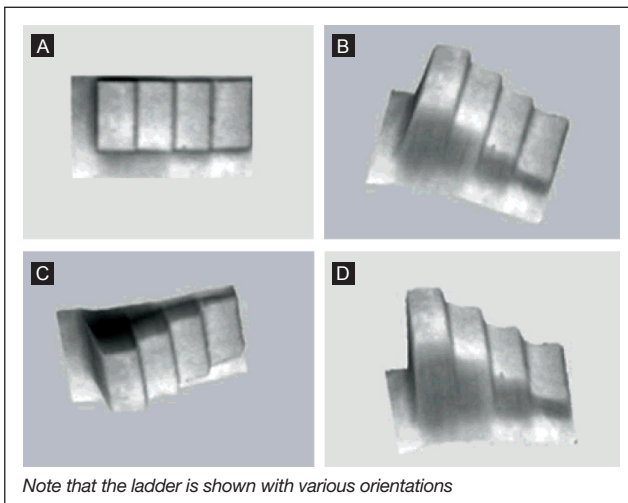 A
B
C
D
Note that the ladder is shown with various orientations